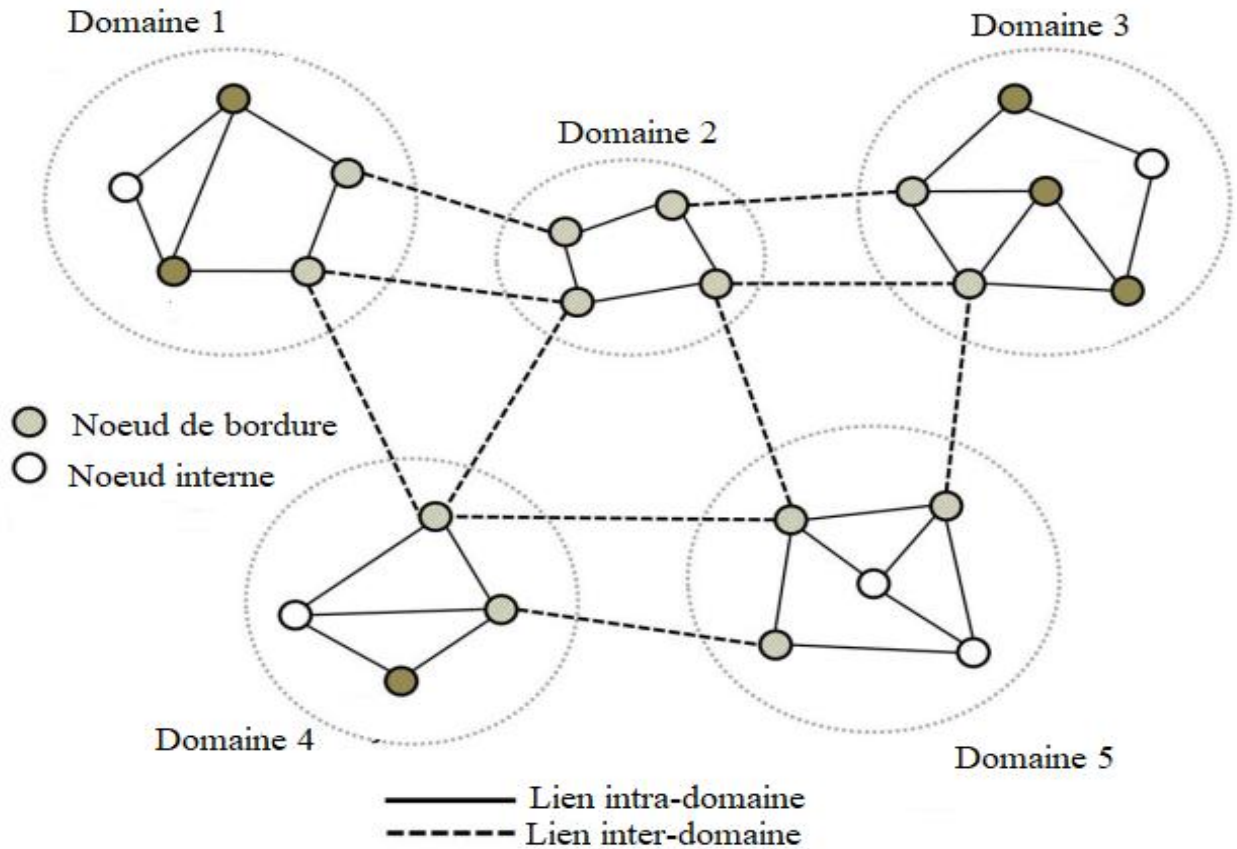 Domaine 1
Domaine 3
Domaine 2
Noeud de bordure
Noeud interne
Domaine 4
Domaine 5
Lien intra-domaine
Lien inter-domaine